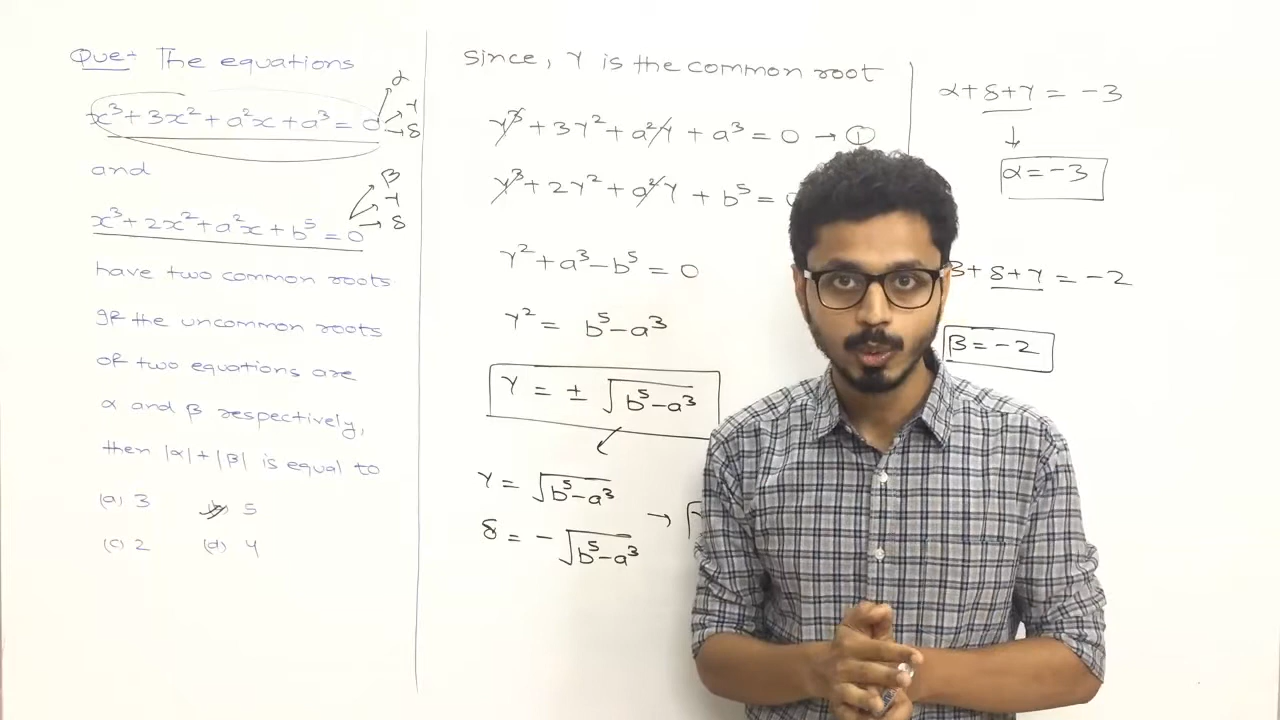 Que:- The equations
x³+3x²+a²x+a³=0
α
γ
δ
and
β
γ
δ
x³+2x²+a²x+b⁵=0
have two common roots.
If the uncommon roots
of two equations are
α and β respectively,
then |α|+|β| is equal to
(a) 3
5
(c) 2 (d) 4
since, γ is the common root
γ³+3γ²+a²γ+a³=0 → ①
γ³+2γ²+a²γ+b⁵=
γ²+a³-b⁵=0
γ²= b⁵-a³
γ = ± √b⁵-a³
γ = √b⁵-a³
δ = -√b⁵-a³ →
α+δ+γ = -3
↓
α=-3
β+δ+γ = -2
β=-2